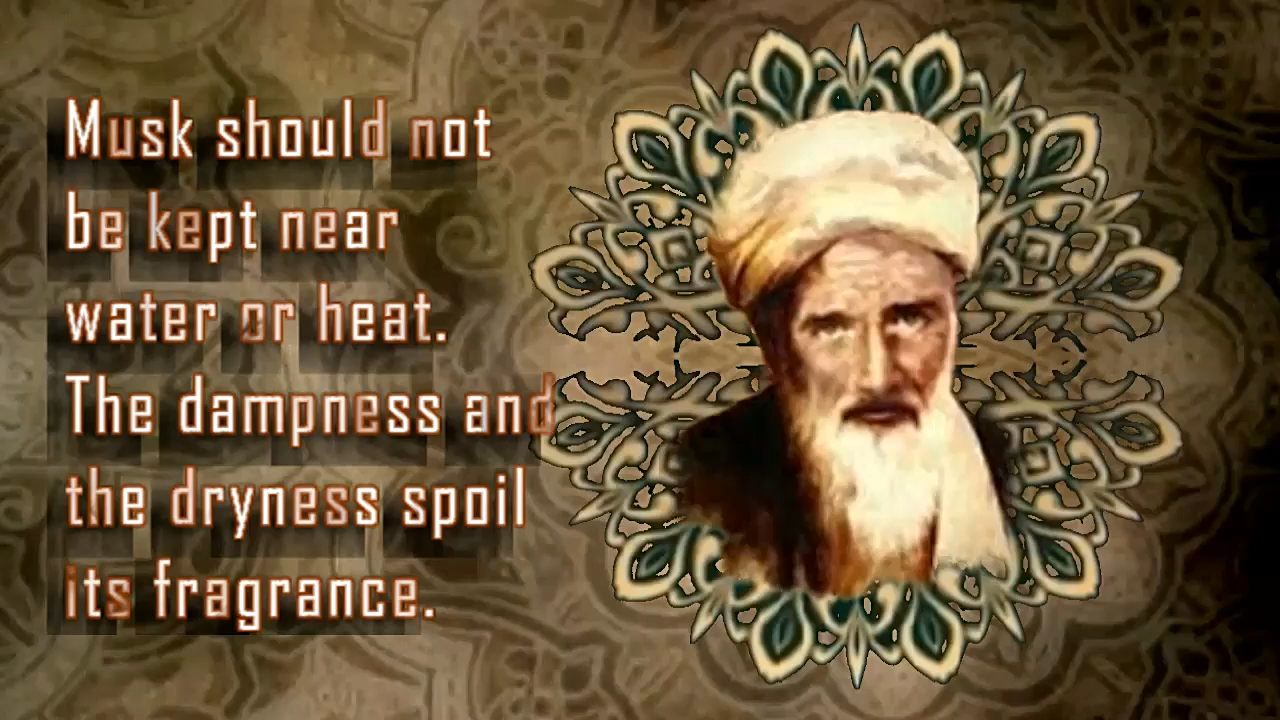 Musk should not
be kept near
water or heat.
The dampness and
the dryness spoil
its fragrance.